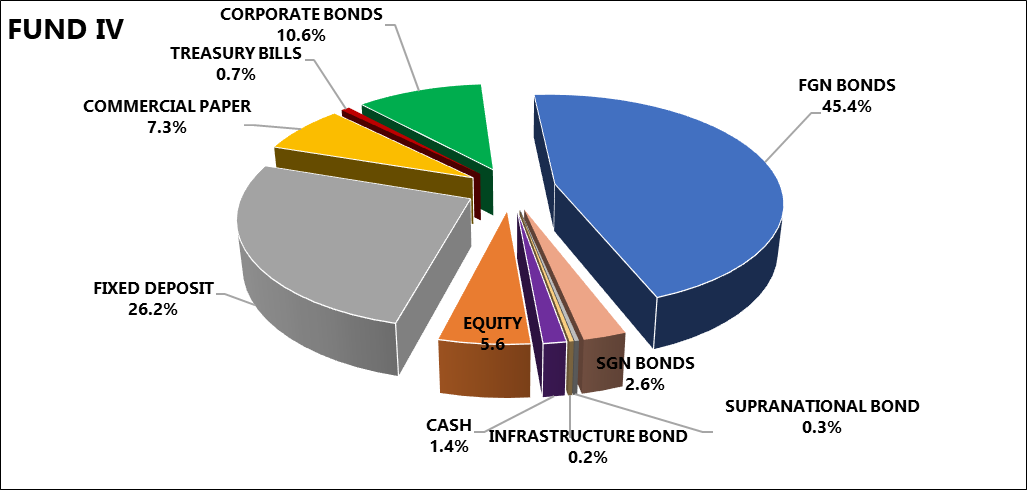 FUND IV
CORPORATE BONDS
10.6%
TREASURY BILLS
0.7%
COMMERCIAL PAPER
7.3%
FGN BONDS
45.4%
FIXED DEPOSIT
26.2%
EQUITY
5.6
SGN BONDS
2.6%
SUPRANATIONAL BOND
0.3%
CASH
1.4%
INFRASTRUCTURE BOND
0.2%